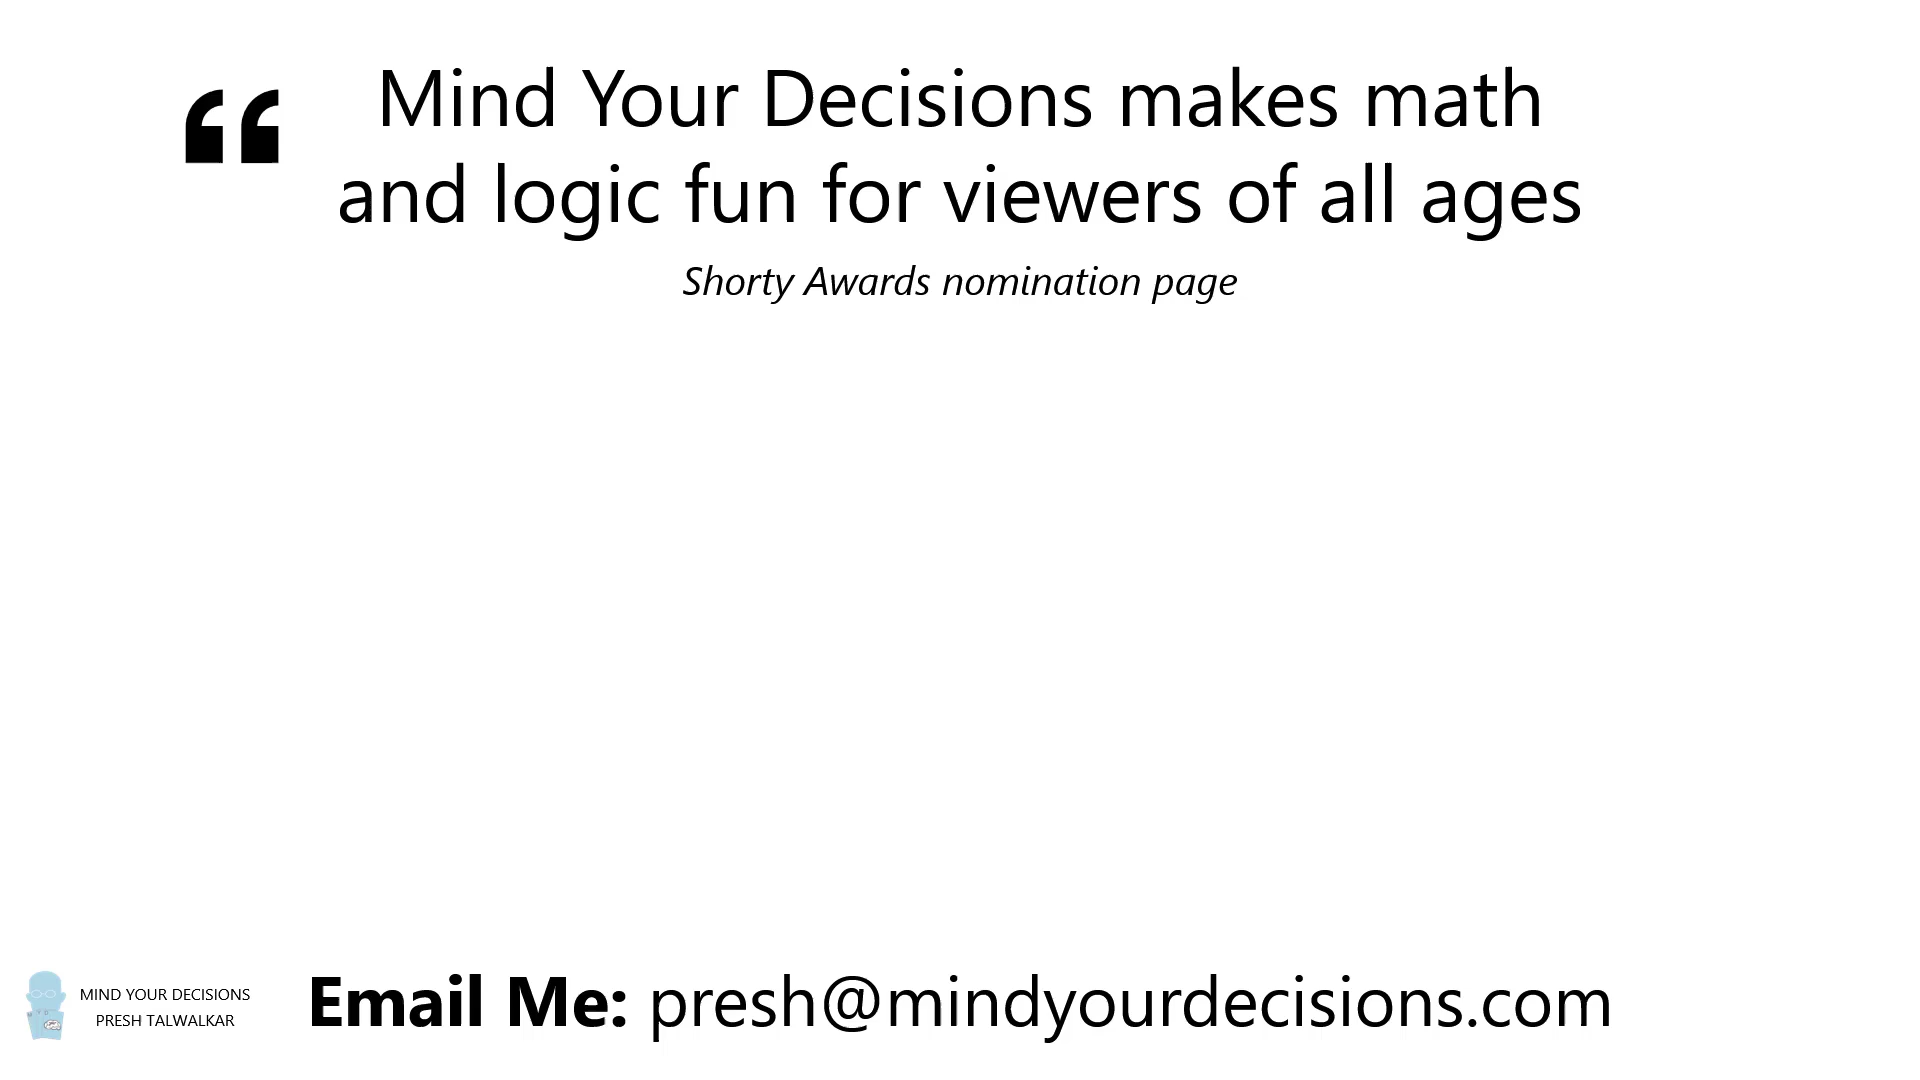 “ Mind Your Decisions makes math
and logic fun for viewers of all ages
Shorty Awards nomination page
MIND YOUR DECISIONS
PRESH TALWALKAR
Email Me: presh@mindyourdecisions.com